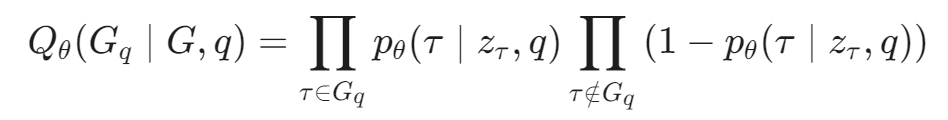 Q_θ(G_q | G, q) = ∏_{τ∈G_q} p_θ(τ | z_τ, q) ∏_{τ∉G_q} (1 − p_θ(τ | z_τ, q))